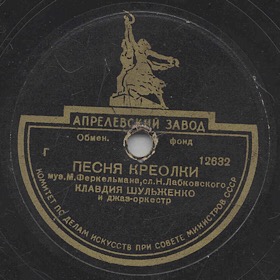 АПРЕЛЕВСКИЙ ЗАВОД
Обмен. фонд
Г 12632
ПЕСНЯ КРЕОЛКИ
муз. М. Феркельмана, сл. Н. Лабковского
КЛАВДИЯ ШУЛЬЖЕНКО
и джаз-оркестр
КОМИТЕТ ПО ДЕЛАМ ИСКУССТВ ПРИ СОВЕТЕ МИНИСТРОВ СССР